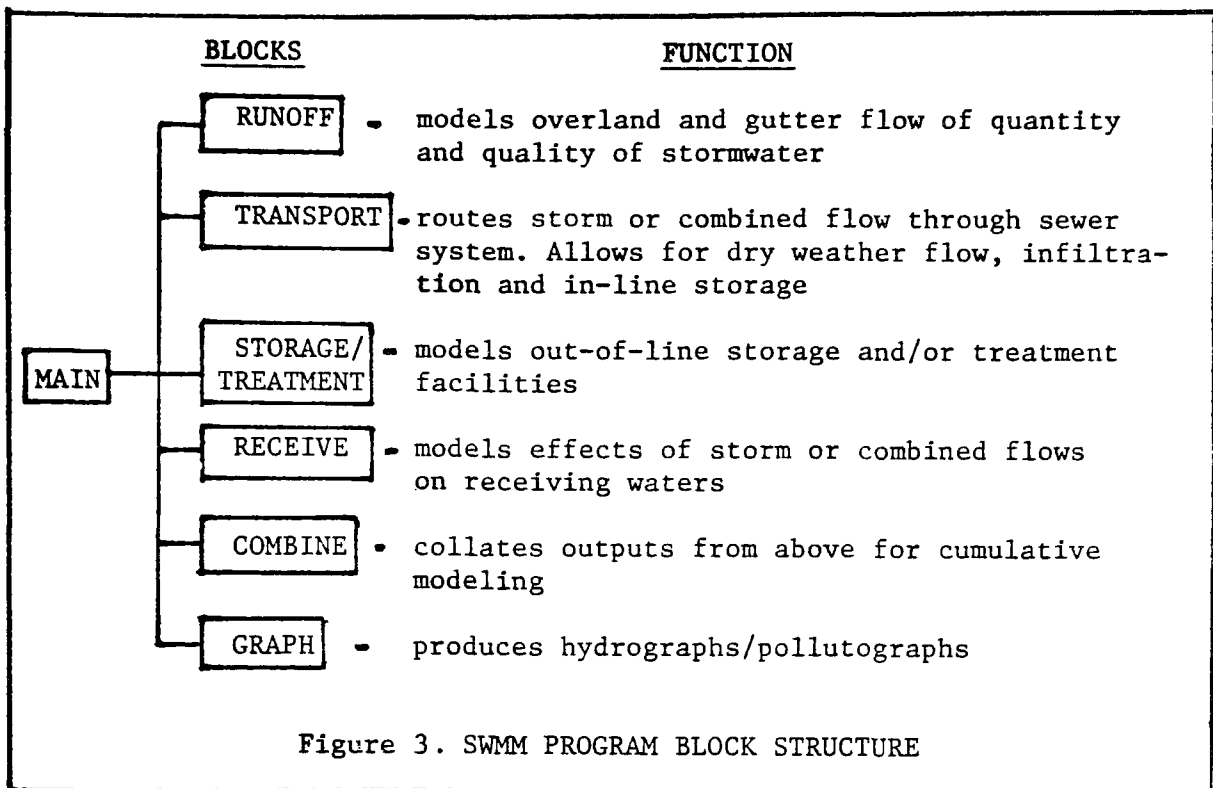 BLOCKS FUNCTION
RUNOFF - models overland and gutter flow of quantity
and quality of stormwater
TRANSPORT - routes storm or combined flow through sewer
system. Allows for dry weather flow, infiltra-
tion and in-line storage
STORAGE/ - models out-of-line storage and/or treatment
MAIN TREATMENT facilities
RECEIVE - models effects of storm or combined flows
on receiving waters
COMBINE - collates outputs from above for cumulative
modeling
GRAPH - produces hydrographs/pollutographs
Figure 3. SWMM PROGRAM BLOCK STRUCTURE